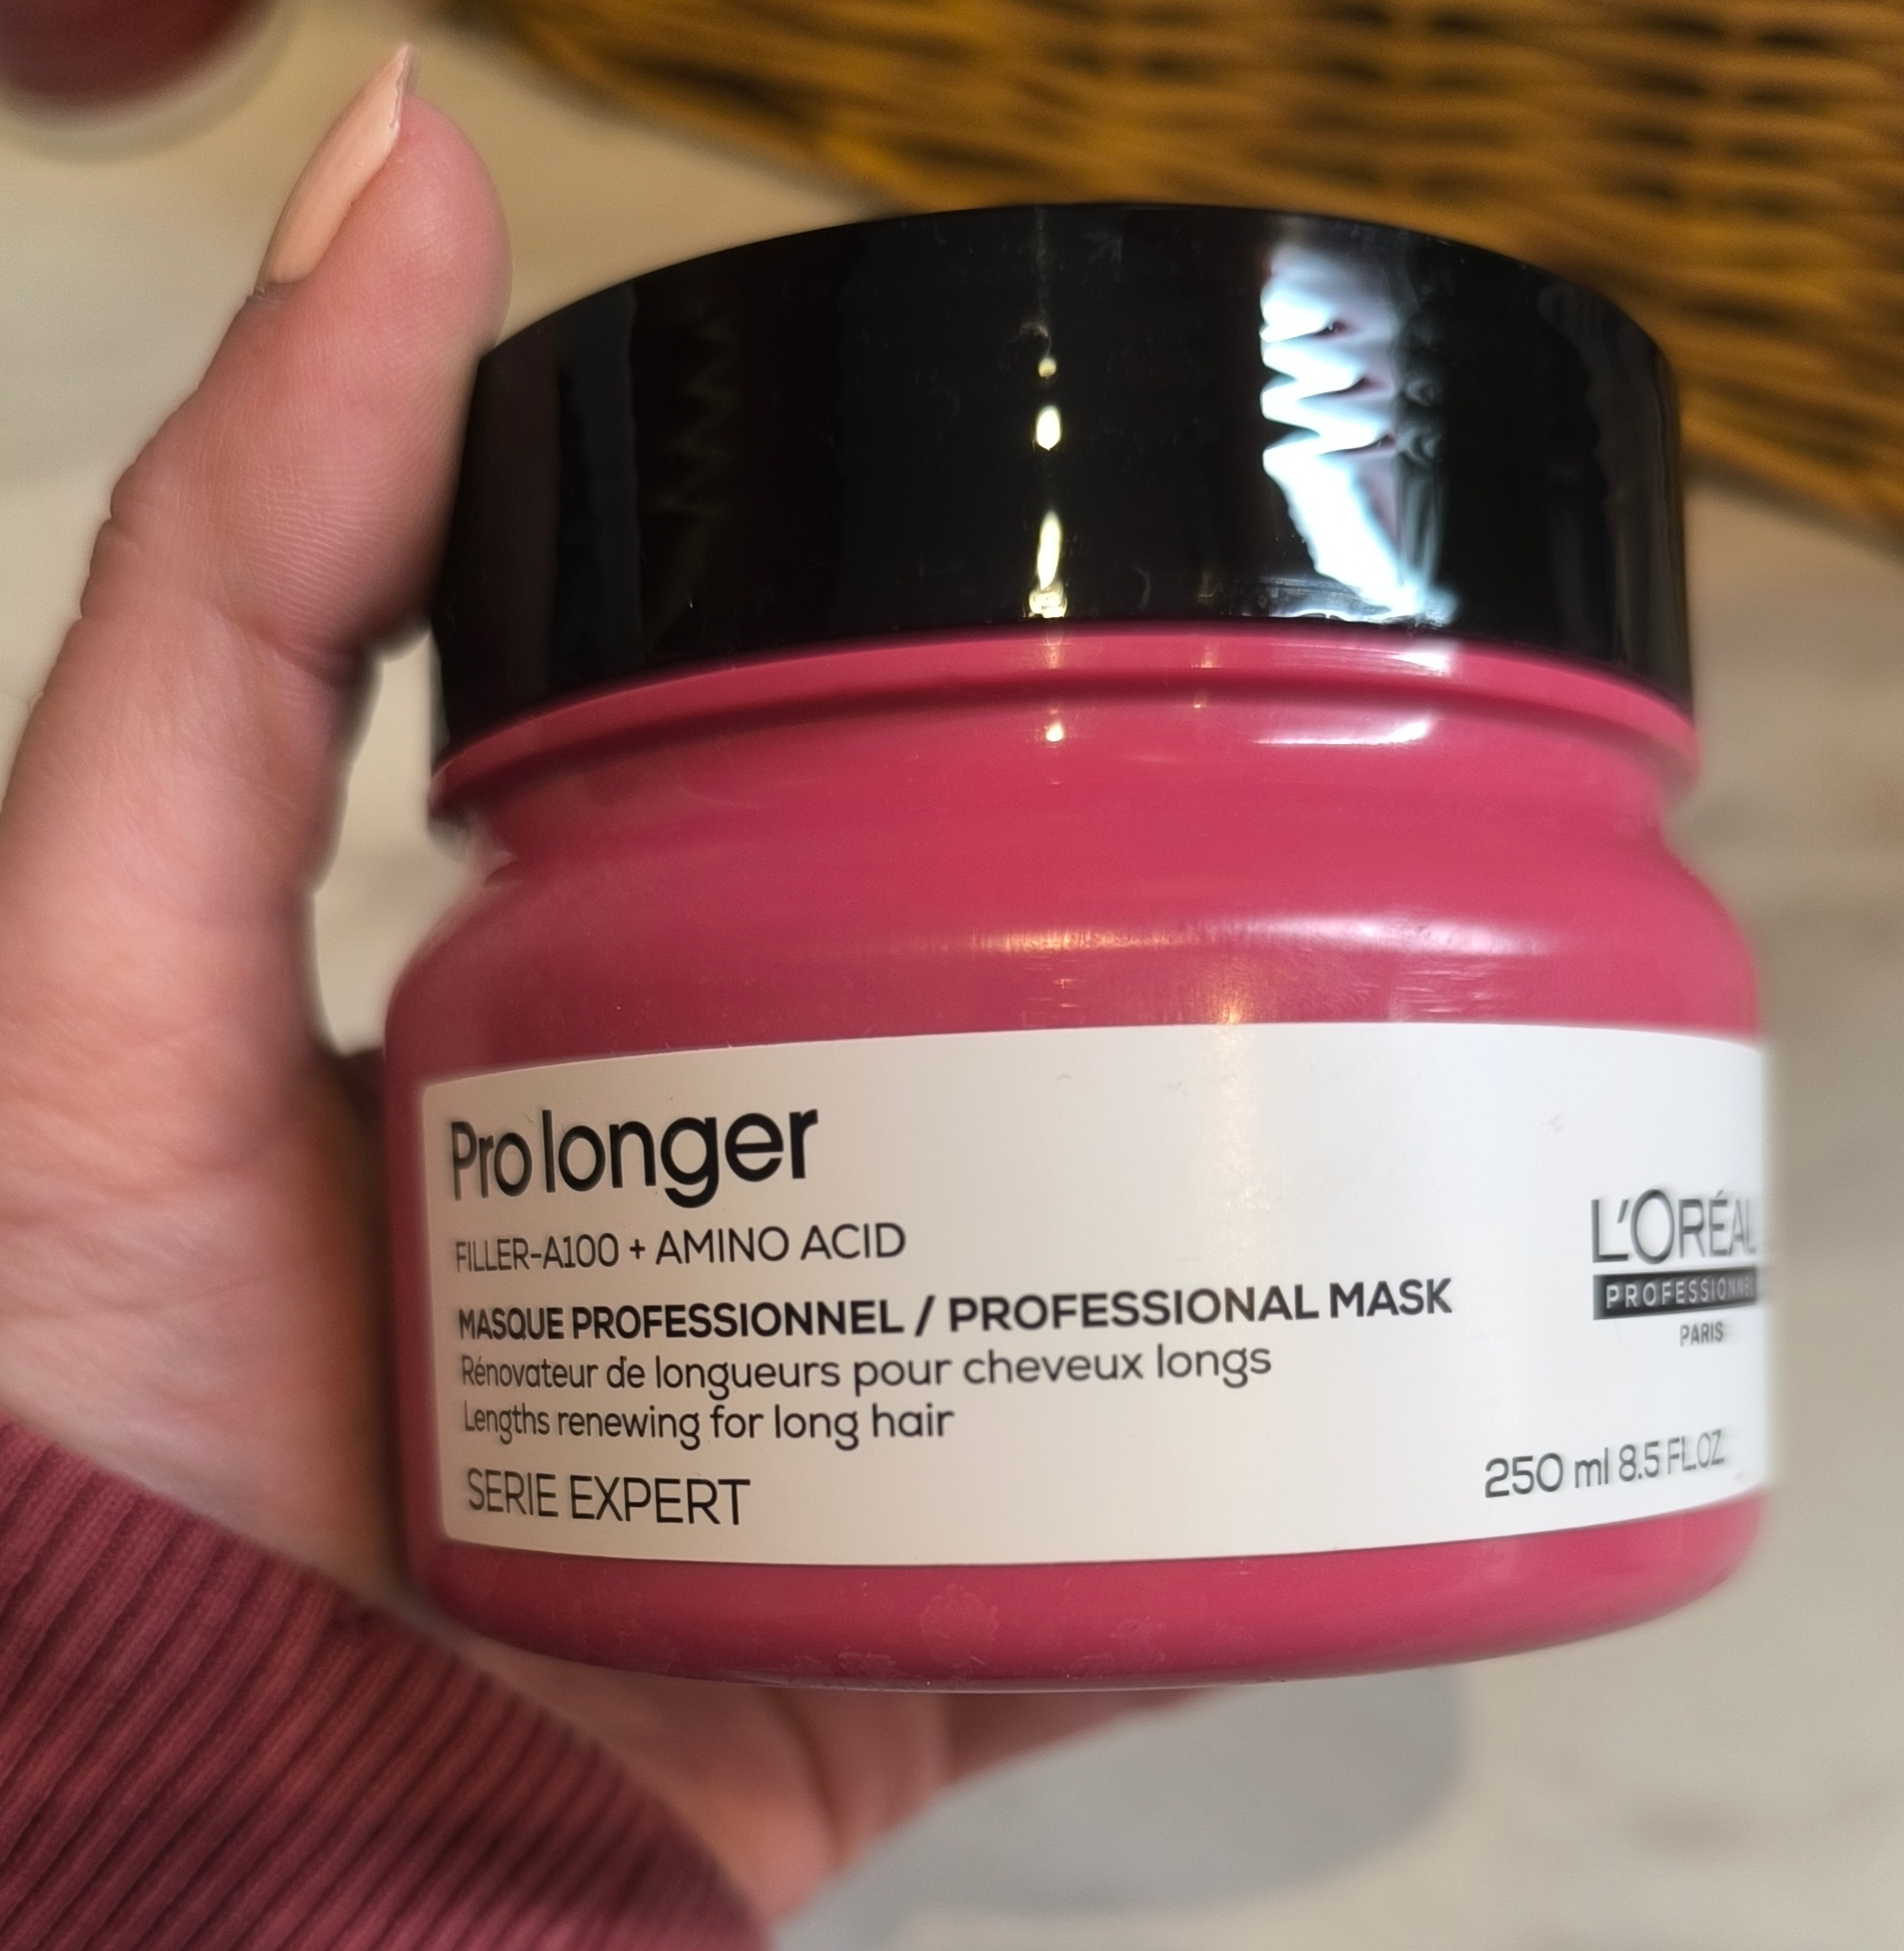 Pro longer
FILLER-A100 + AMINO ACID
MASQUE PROFESSIONNEL / PROFESSIONAL MASK
Rénovateur de longueurs pour cheveux longs
Lengths renewing for long hair
SERIE EXPERT
L'ORÉAL
PROFESSIONNEL
PARIS
250 ml 8.5 FL.OZ